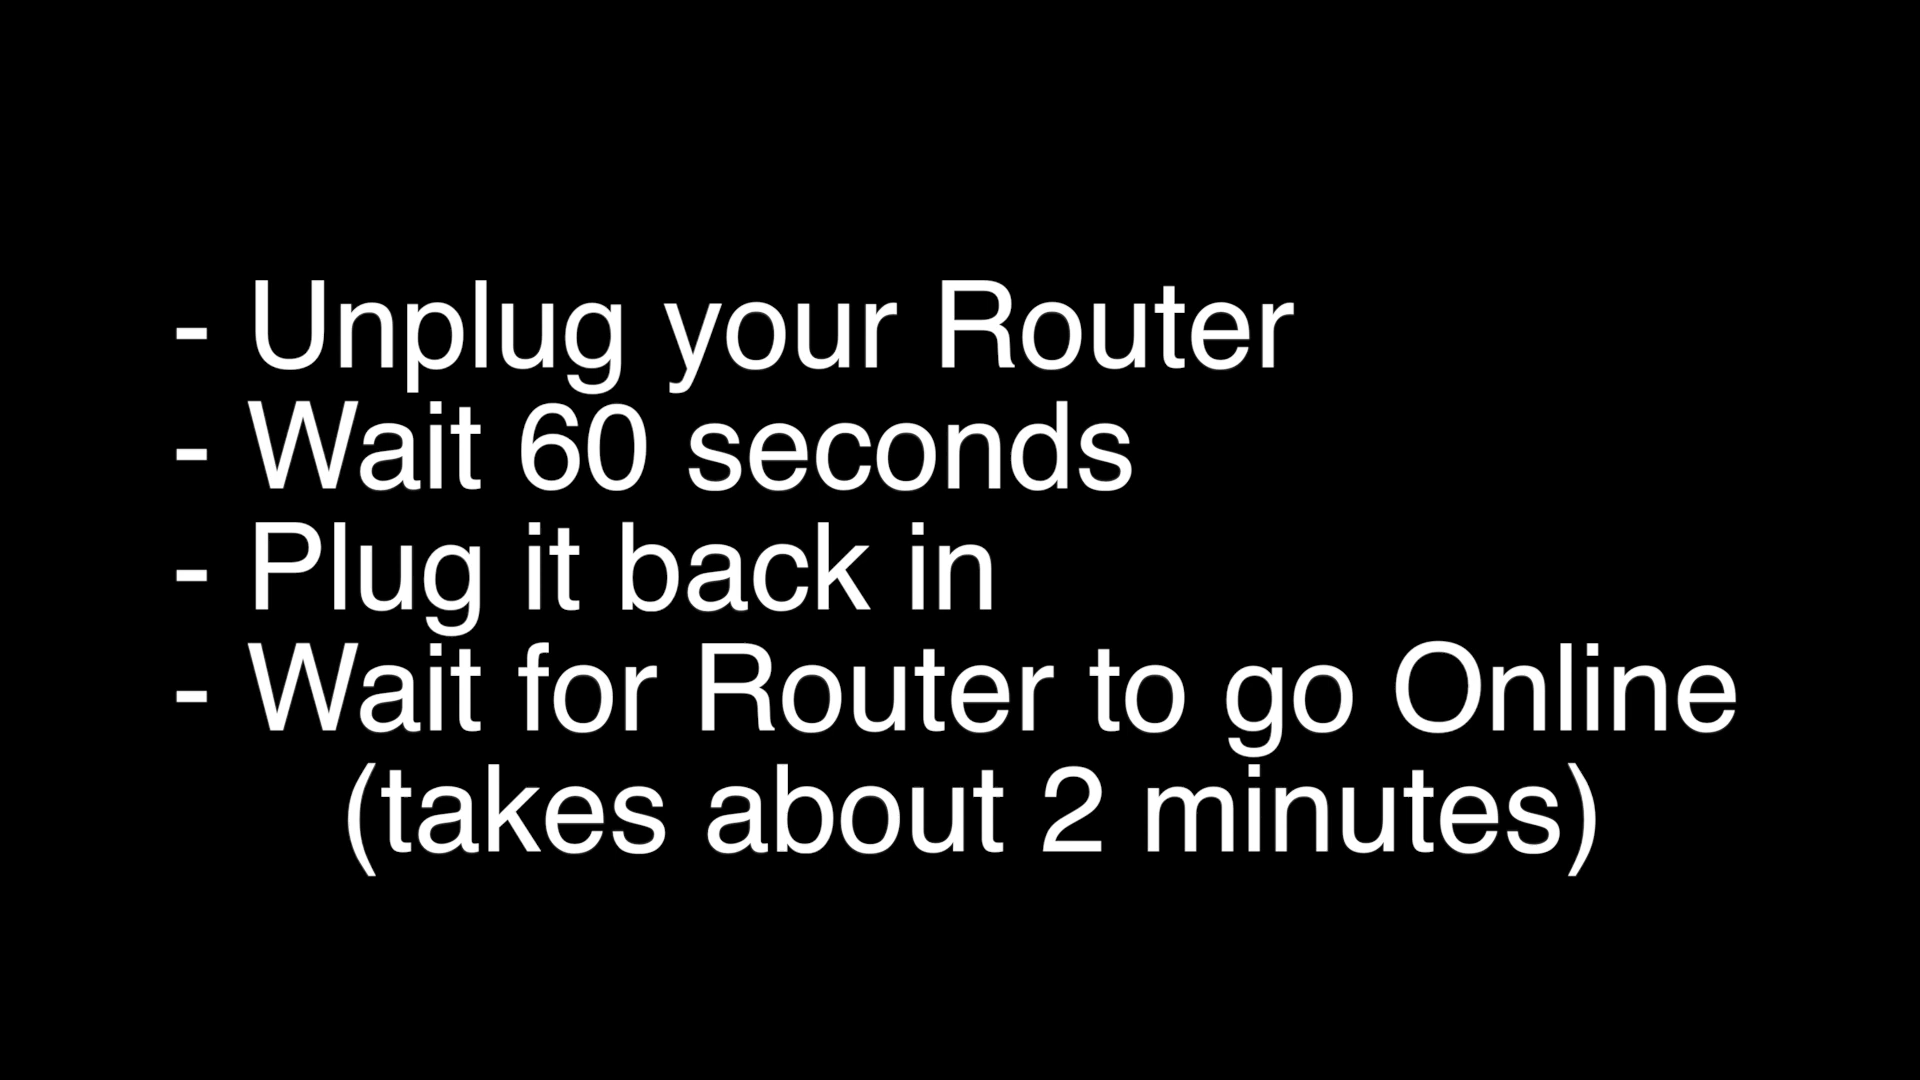 - Unplug your Router
- Wait 60 seconds
- Plug it back in
- Wait for Router to go Online
(takes about 2 minutes)